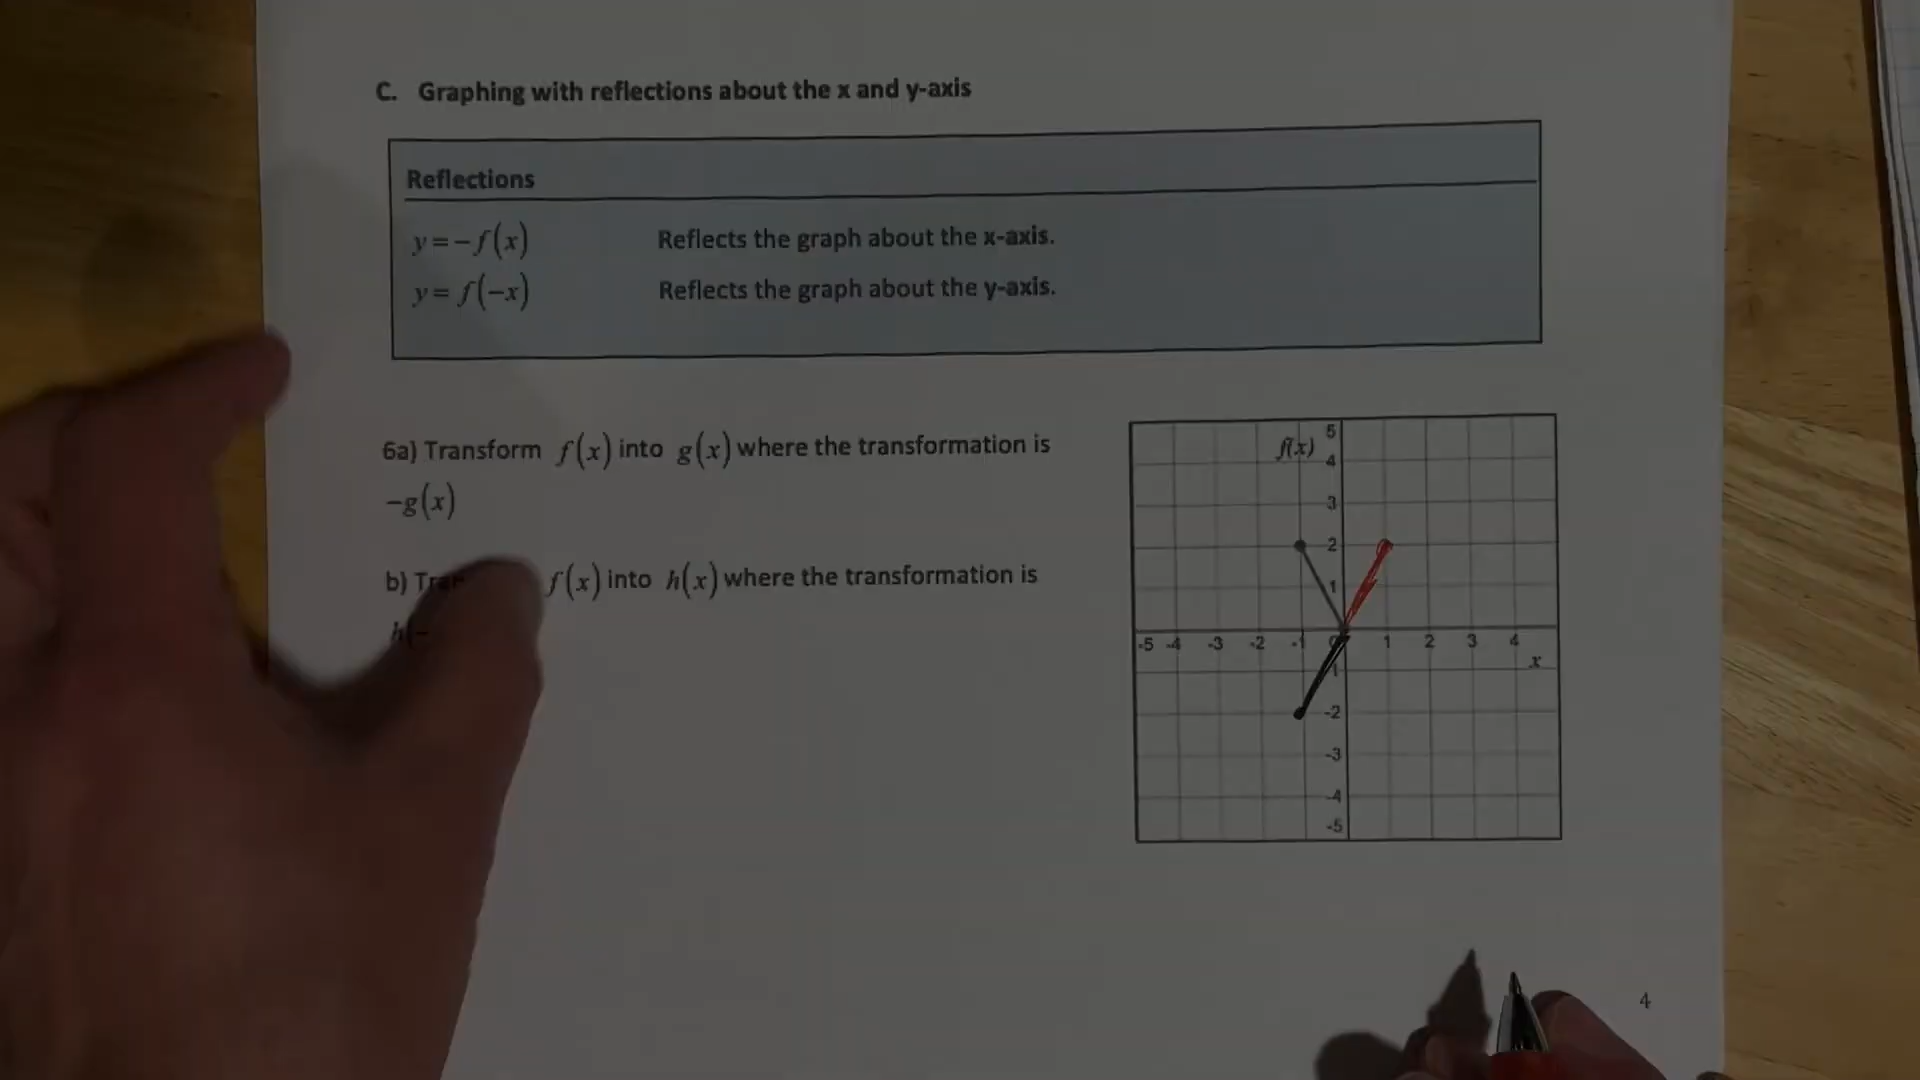 C. Graphing with reflections about the x and y-axis
Reflections
y=-f(x) Reflects the graph about the x-axis.
y=f(-x) Reflects the graph about the y-axis.
6a) Transform f(x) into g(x) where the transformation is
-g(x)
b) f(x) into h(x) where the transformation is
f(x)
5
4
3
2
1
-5 -4 -3 -2 -1 0 1 2 3 4
x
-2
-3
-4
-5
4